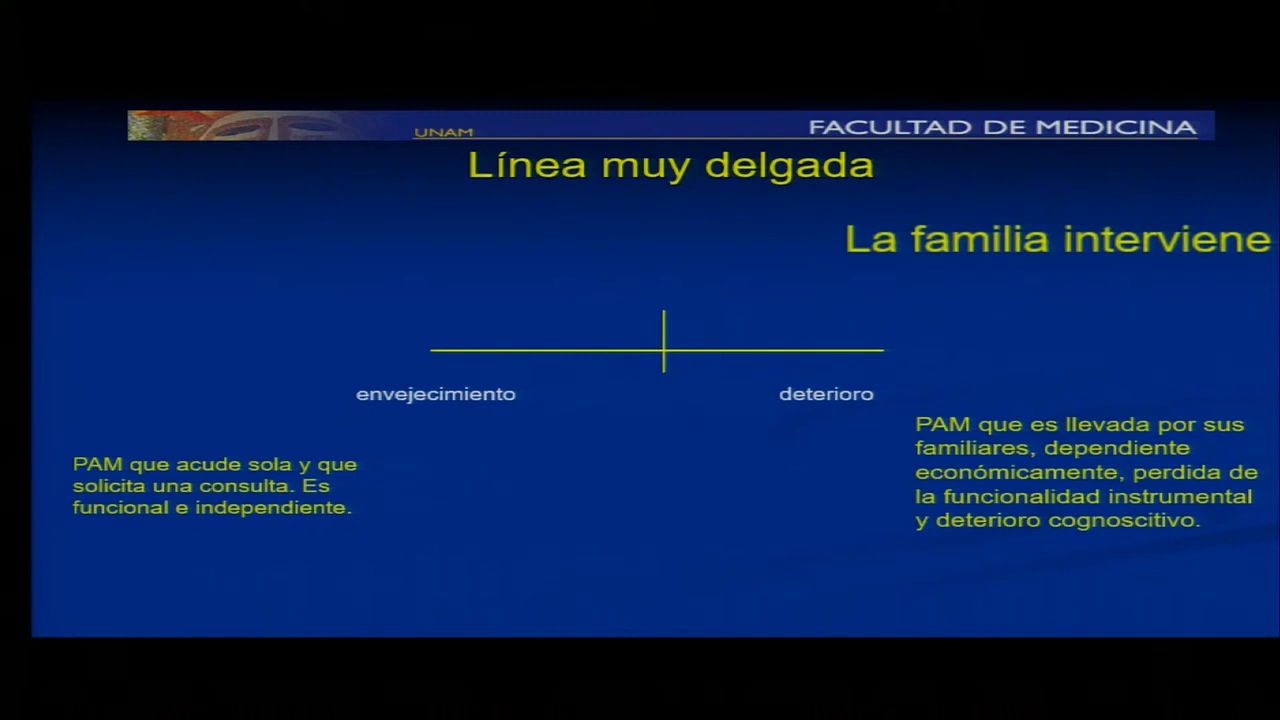 UNAM
FACULTAD DE MEDICINA
Línea muy delgada
La familia interviene
envejecimiento
deterioro
PAM que acude sola y que
solicita una consulta. Es
funcional e independiente.
PAM que es llevada por sus
familiares, dependiente
económicamente, perdida de
la funcionalidad instrumental
y deterioro cognoscitivo.